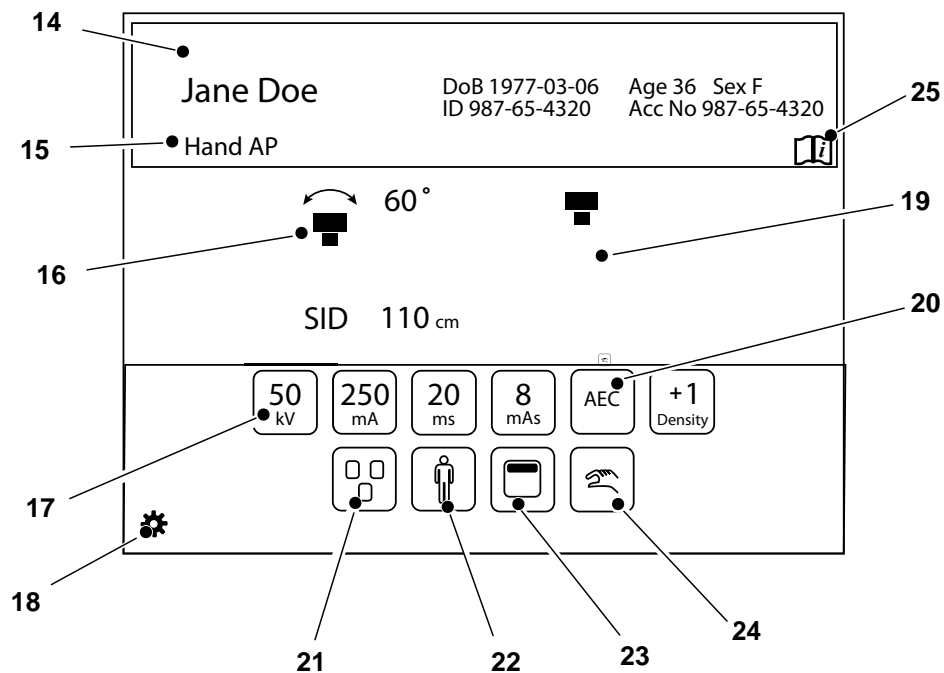 14
Jane Doe
DoB 1977-03-06 Age 36 Sex F
ID 987-65-4320 Acc No 987-65-4320
25
15
Hand AP
i
60°
19
16
SID 110 cm
20
50 kV
250 mA
20 ms
8 mAs
AEC
+1 Density
17
18
21
22
23
24